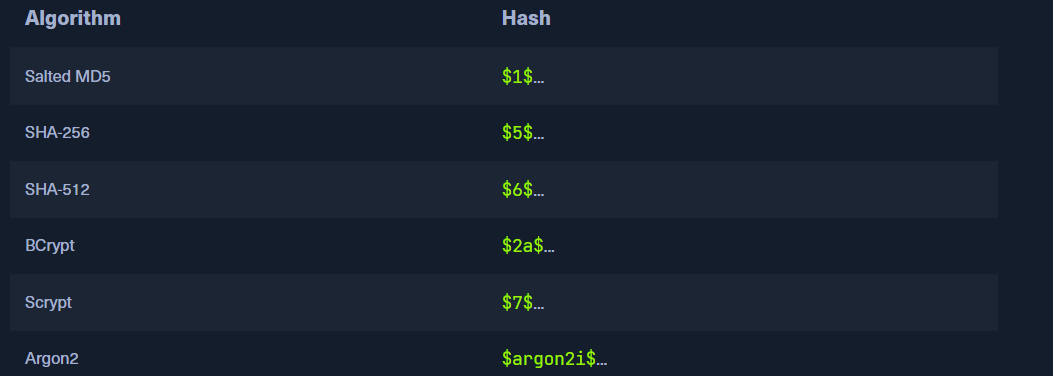 Algorithm Hash
Salted MD5 $1$...
SHA-256 $5$...
SHA-512 $6$...
BCrypt $2a$...
Scrypt $7$...
Argon2 $argon2i$...